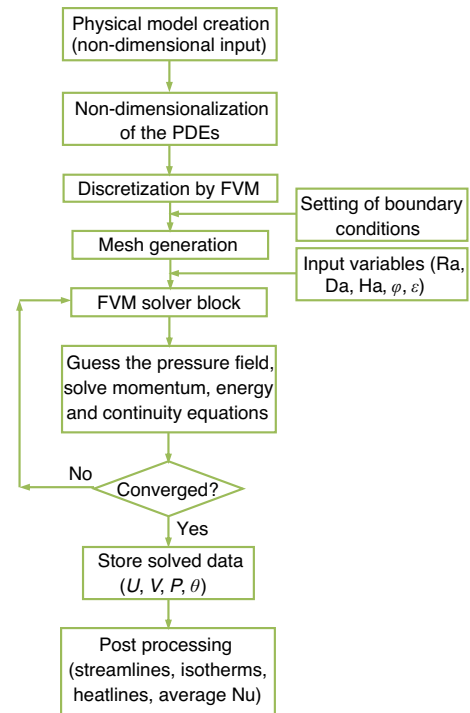 Physical model creation
(non-dimensional input)
Non-dimensionalization
of the PDEs
Discretization by FVM
Setting of boundary
conditions
Mesh generation
Input variables (Ra,
Da, Ha, φ, ε)
FVM solver block
Guess the pressure field,
solve momentum, energy
and continuity equations
No
Converged?
Yes
Store solved data
(U, V, P, θ)
Post processing
(streamlines, isotherms,
heatlines, average Nu)